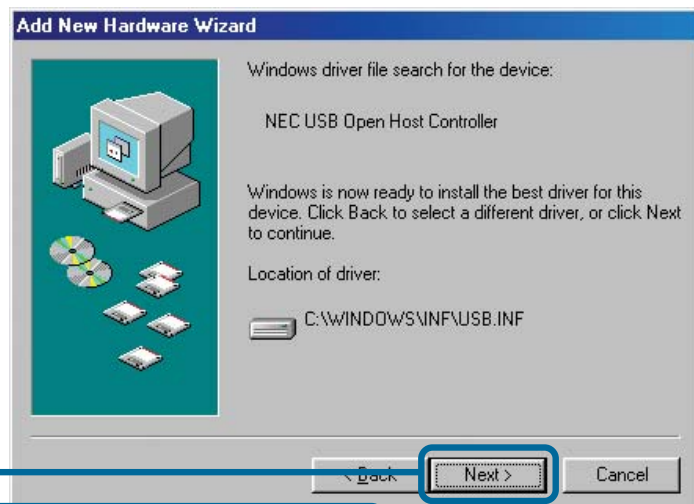 Add New Hardware Wizard
Windows driver file search for the device:
NEC USB Open Host Controller
Windows is now ready to install the best driver for this
device. Click Back to select a different driver, or click Next
to continue.
Location of driver:
C:\WINDOWS\INF\USB.INF
< Back
Next >
Cancel